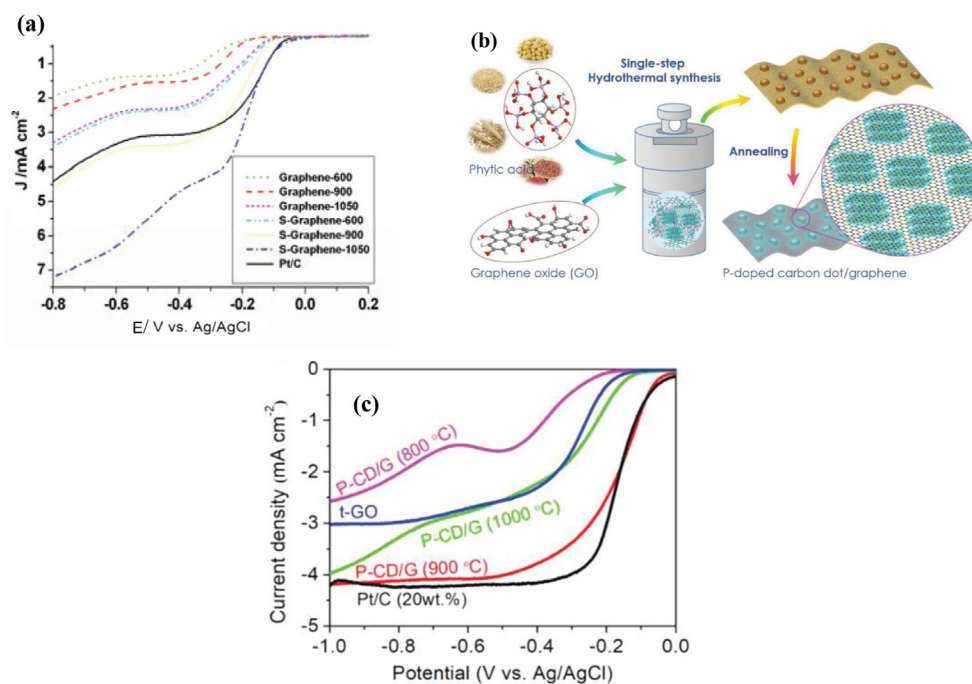 (a)
1
2
3
4
5
6
7
J /mA cm-2
Graphene-600
Graphene-900
Graphene-1050
S-Graphene-600
S-Graphene-900
S-Graphene-1050
Pt/C
-0.8 -0.6 -0.4 -0.2 0.0 0.2
E/ V vs. Ag/AgCl
(b)
Single-step
Hydrothermal synthesis
Phytic acid
Annealing
Graphene oxide (GO)
P-doped carbon dot/graphene
(c)
0
-1
-2
-3
-4
-5
Current density (mA cm-2)
P-CD/G (800 °C)
t-GO
P-CD/G (1000 °C)
P-CD/G (900 °C)
Pt/C (20wt.%)
-1.0 -0.8 -0.6 -0.4 -0.2 0.0
Potential (V vs. Ag/AgCl)